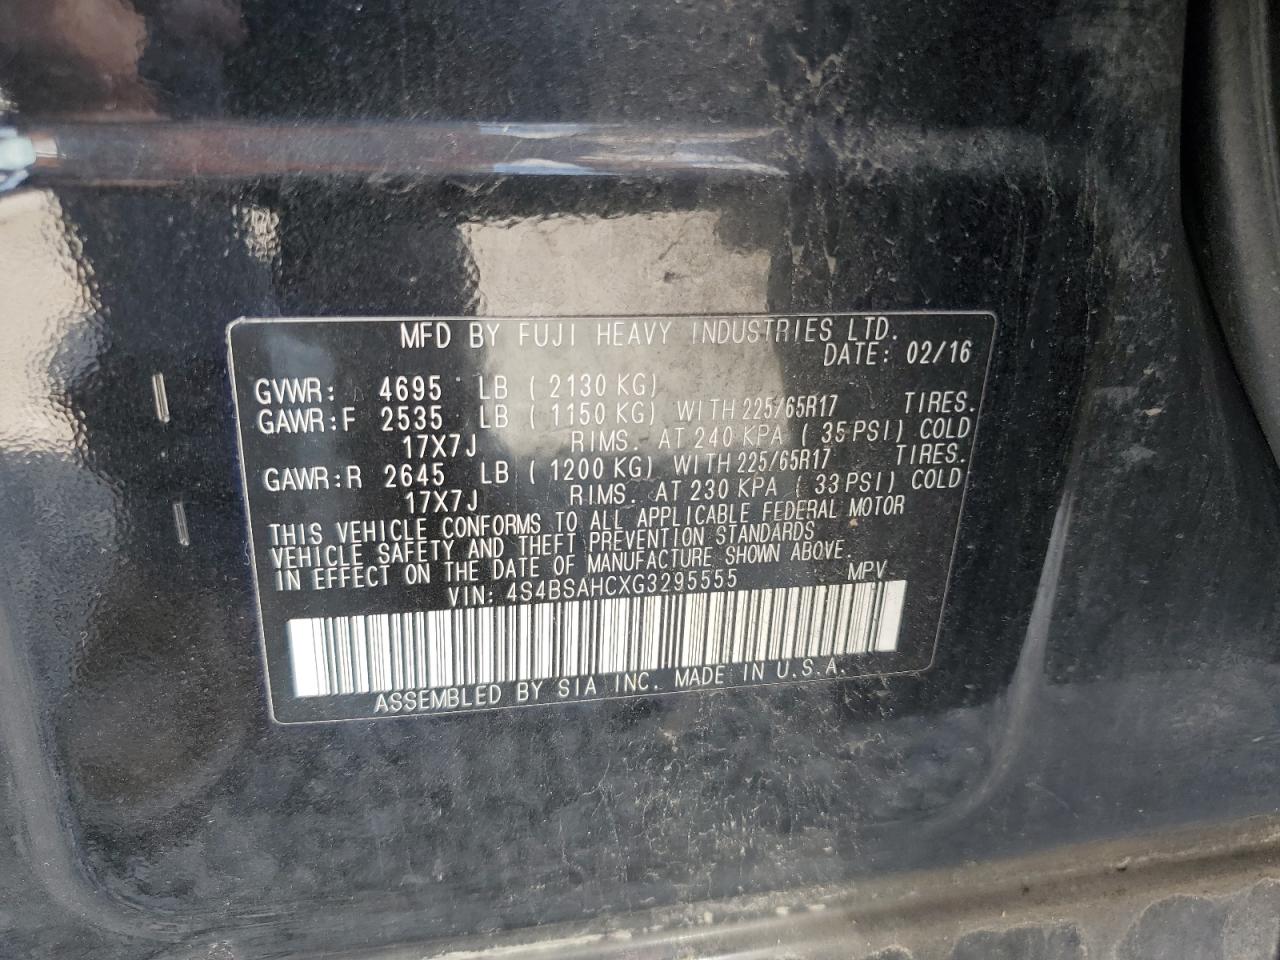 MFD BY FUJI HEAVY INDUSTRIES LTD.
DATE: 02/16
GVWR: 4695 LB ( 2130 KG)
GAWR:F 2535 LB ( 1150 KG) WITH 225/65R17 TIRES.
17X7J RIMS. AT 240 KPA ( 35 PSI) COLD
GAWR:R 2645 LB ( 1200 KG) WITH 225/65R17 TIRES.
17X7J RIMS. AT 230 KPA ( 33 PSI) COLD
THIS VEHICLE CONFORMS TO ALL APPLICABLE FEDERAL MOTOR
VEHICLE SAFETY AND THEFT PREVENTION STANDARDS
IN EFFECT ON THE DATE OF MANUFACTURE SHOWN ABOVE.
VIN: 4S4BSAHCXG3295555 MPV
ASSEMBLED BY SIA INC. MADE IN U.S.A.